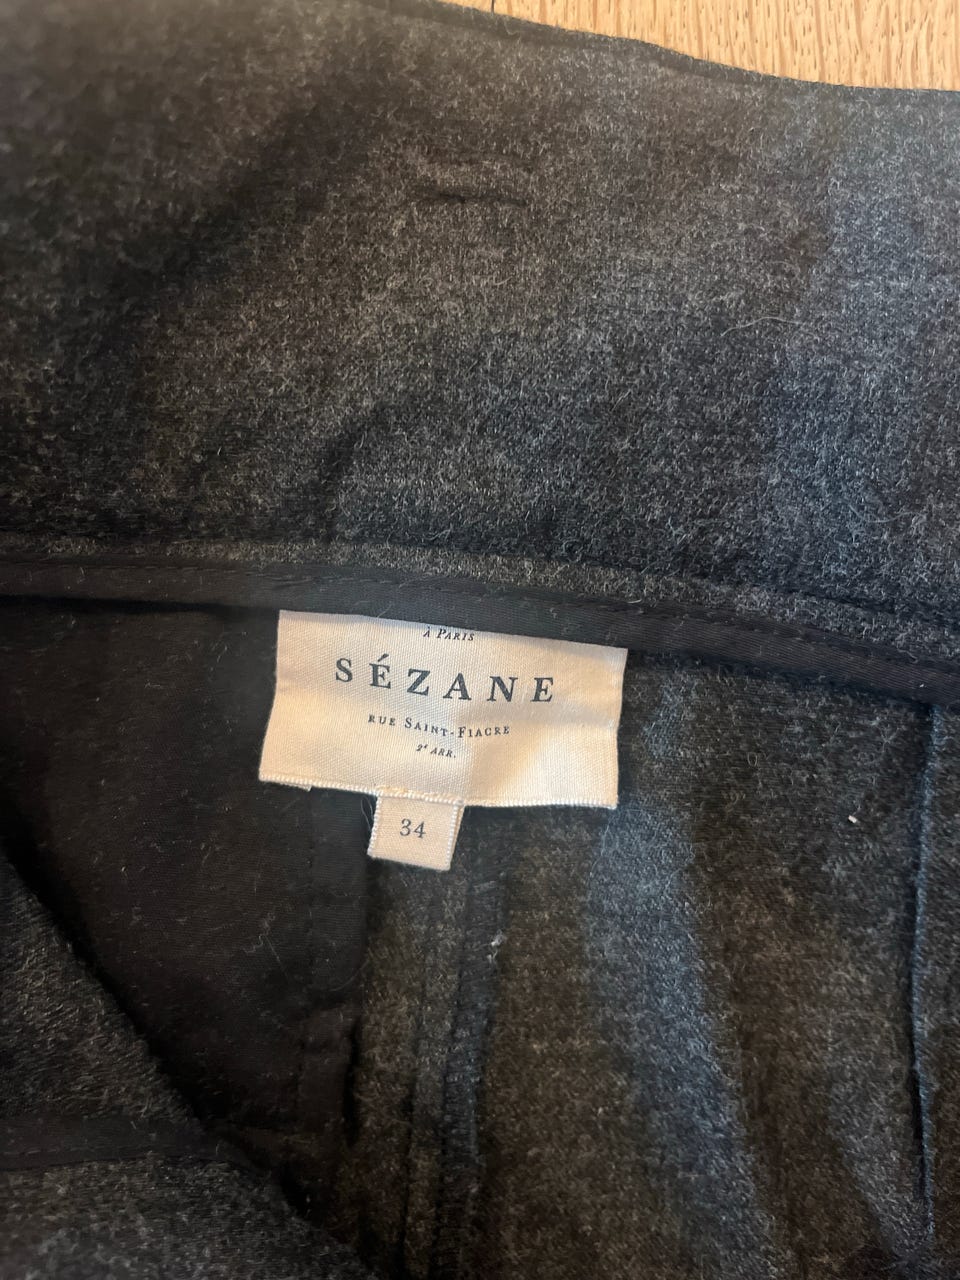 À PARIS
SÉZANE
RUE SAINT-FIACRE
2e ARR.
34